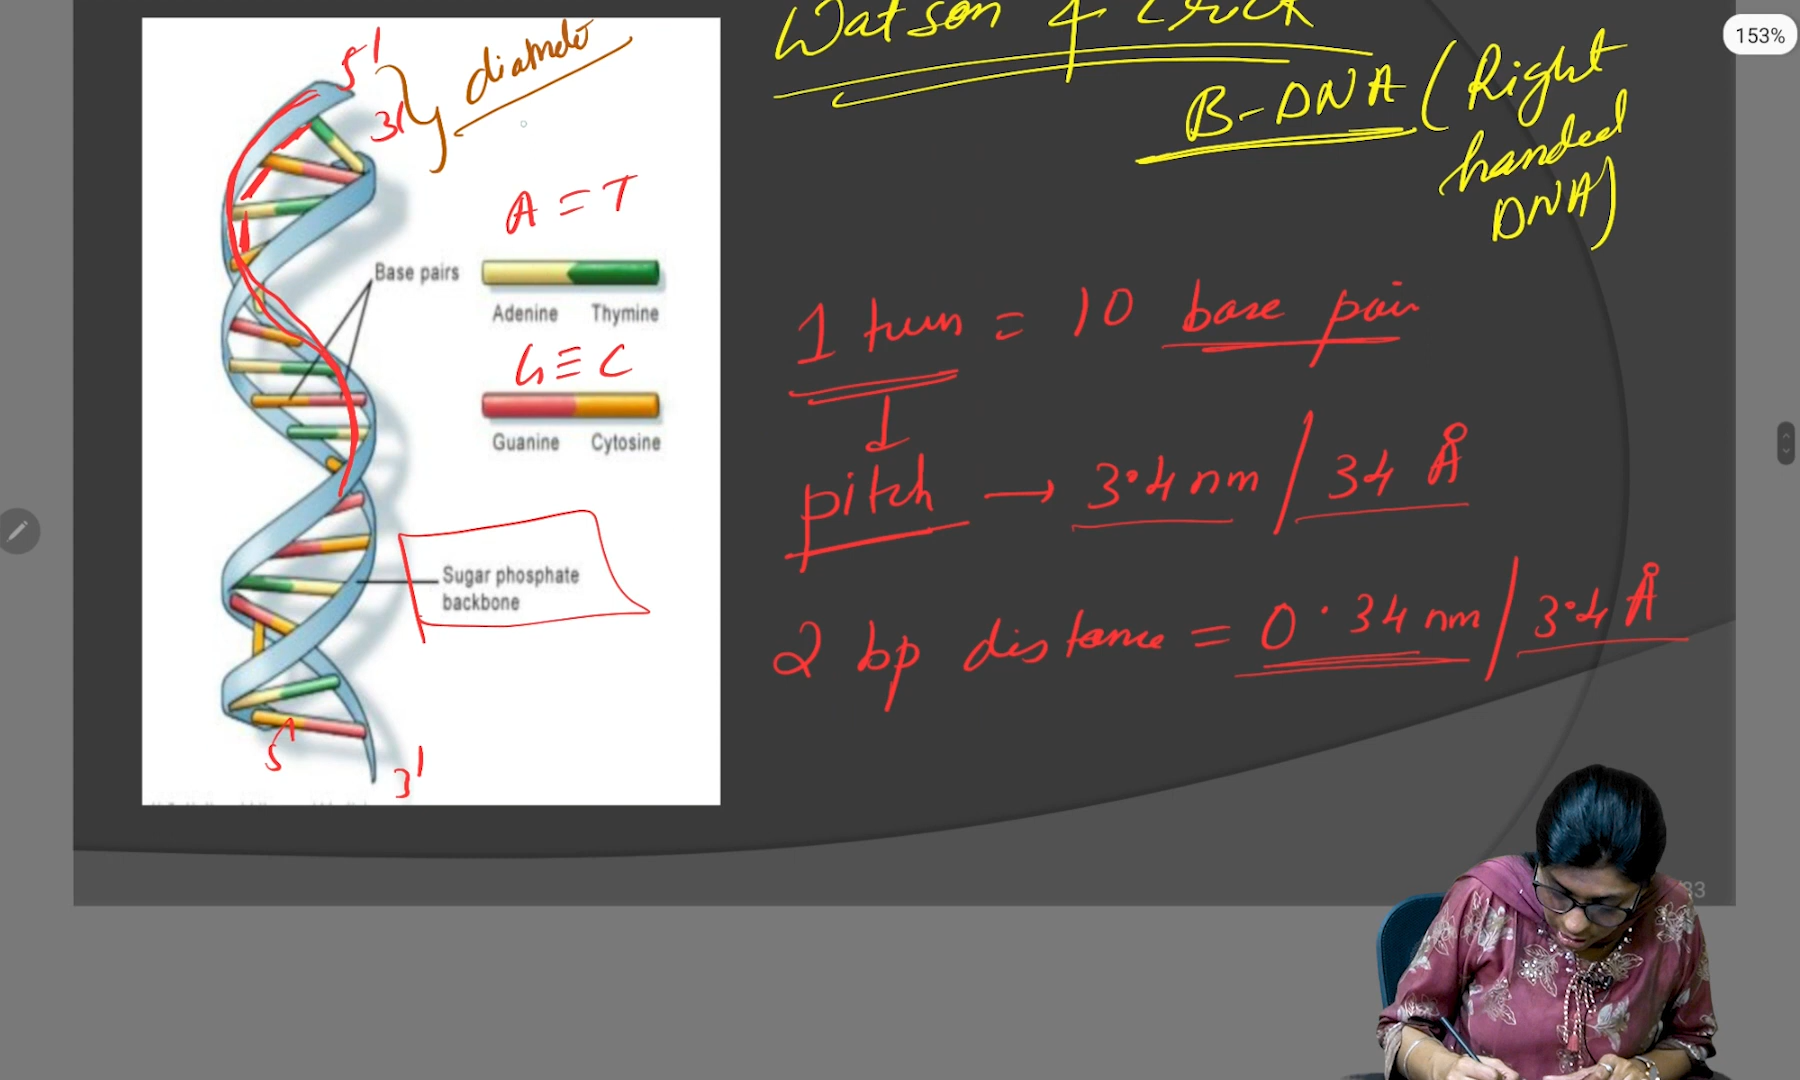 Watson & Crick
153%
B-DNA (Right
handed
DNA)
5'
3'
diamete
A = T
Base pairs
Adenine Thymine
G ≡ C
Guanine Cytosine
Sugar phosphate
backbone
5'
3'
1 turn = 10 base pair
pitch → 3.4 nm / 34 Å
2 bp distance = 0.34 nm / 3.4 Å
/33